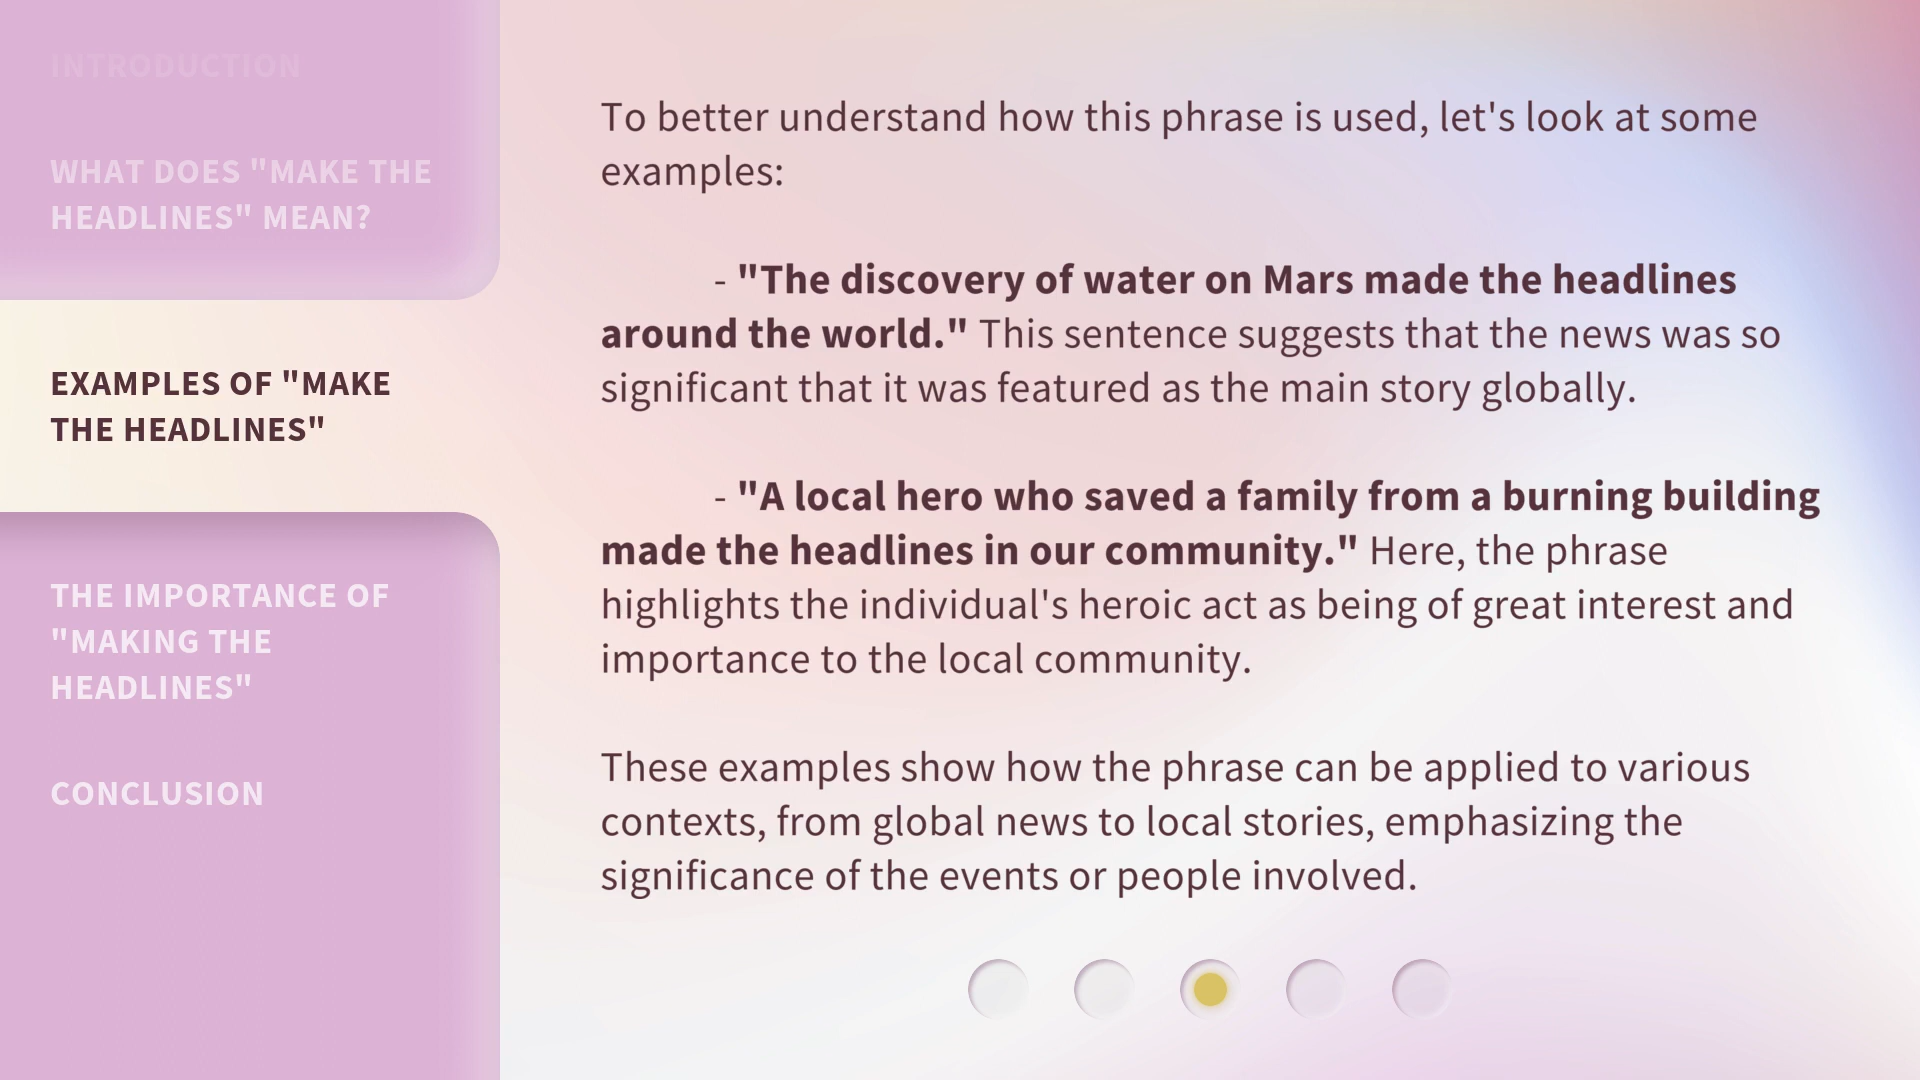 INTRODUCTION
WHAT DOES "MAKE THE
HEADLINES" MEAN?
EXAMPLES OF "MAKE
THE HEADLINES"
THE IMPORTANCE OF
"MAKING THE
HEADLINES"
CONCLUSION
To better understand how this phrase is used, let's look at some
examples:
- "The discovery of water on Mars made the headlines
around the world." This sentence suggests that the news was so
significant that it was featured as the main story globally.
- "A local hero who saved a family from a burning building
made the headlines in our community." Here, the phrase
highlights the individual's heroic act as being of great interest and
importance to the local community.
These examples show how the phrase can be applied to various
contexts, from global news to local stories, emphasizing the
significance of the events or people involved.